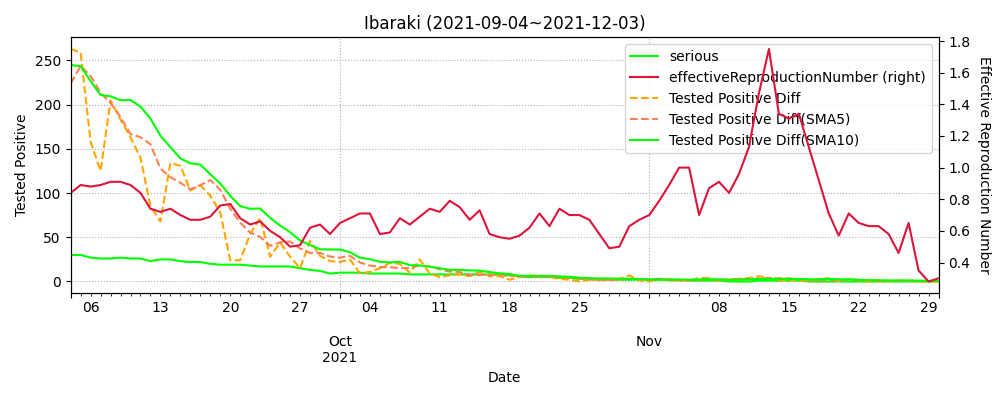 Ibaraki (2021-09-04~2021-12-03)
serious
effectiveReproductionNumber (right)
Tested Positive Diff
Tested Positive Diff(SMA5)
Tested Positive Diff(SMA10)
Tested Positive
250
200
150
100
50
0
1.8
1.6
1.4
1.2
1.0
0.8
0.6
0.4
Effective Reproduction Number
06 13 20 27 04 11 18 25 08 15 22 29
Oct Nov
2021
Date